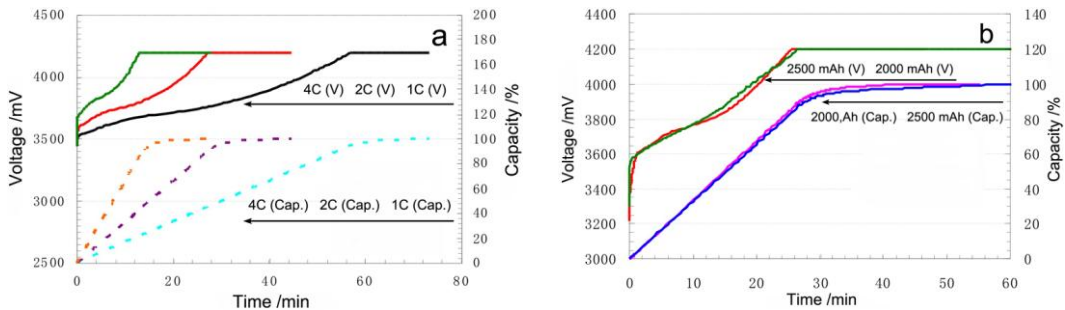 a
4500
4000
3500
3000
2500
Voltage /mV
200
180
160
140
120
100
80
60
40
20
0
Capacity /%
4C (V) 2C (V) 1C (V)
4C (Cap.) 2C (Cap.) 1C (Cap.)
0 20 40 60 80
Time /min
b
4400
4200
4000
3800
3600
3400
3200
3000
Voltage /mV
140
120
100
80
60
40
20
0
Capacity /%
2500 mAh (V) 2000 mAh (V)
2000,Ah (Cap.) 2500 mAh (Cap.)
0 10 20 30 40 50 60
Time /min